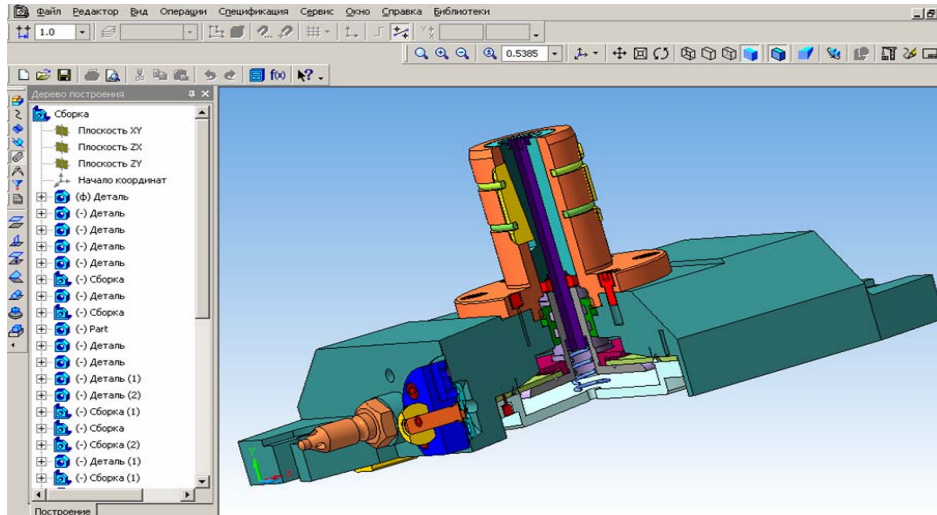 Файл Редактор Вид Операции Спецификация Сервис Окно Справка Библиотеки
1.0
0.5385
f(x)
Дерево построения
Сборка
Плоскость XY
Плоскость ZX
Плоскость ZY
Начало координат
(ф) Деталь
(-) Деталь
(-) Деталь
(-) Деталь
(-) Деталь
(-) Сборка
(-) Деталь
(-) Сборка
(-) Part
(-) Деталь
(-) Деталь
(-) Деталь (1)
(-) Деталь (2)
(-) Сборка (1)
(-) Сборка
(-) Сборка (2)
(-) Деталь (1)
(-) Сборка (1)
Y
Построение